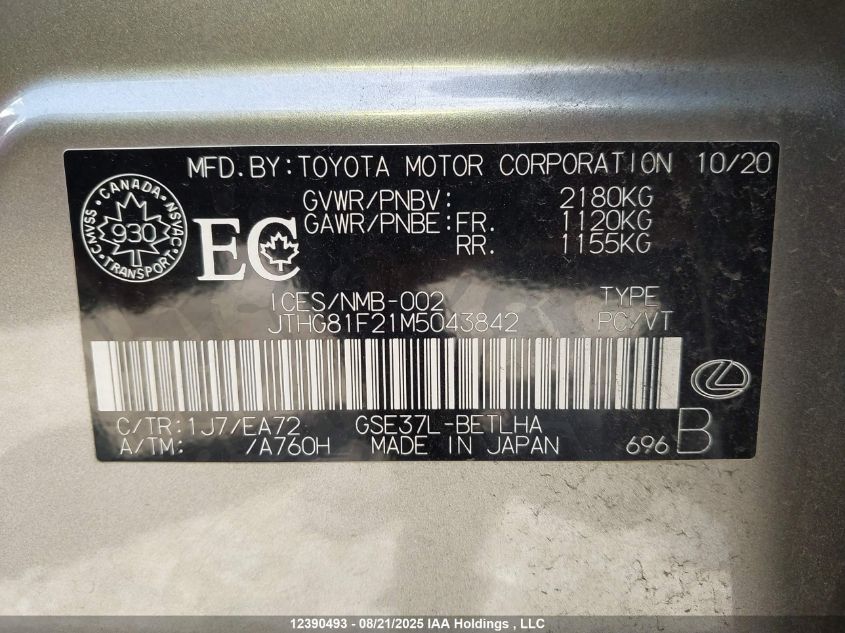 MFD.BY:TOYOTA MOTOR CORPORATION 10/20
CANADA
CMVSS 930 NSVAC
TRANSPORT
EC
GVWR/PNBV: 2180KG
GAWR/PNBE:FR. 1120KG
RR. 1155KG
ICES/NMB-002 TYPE
JTHG81F21M5043842 PC/VT
C/TR:1J7/EA72 GSE37L-BETLHA
A/TM: /A760H MADE IN JAPAN 696 B
12390493 - 08/21/2025 IAA Holdings , LLC